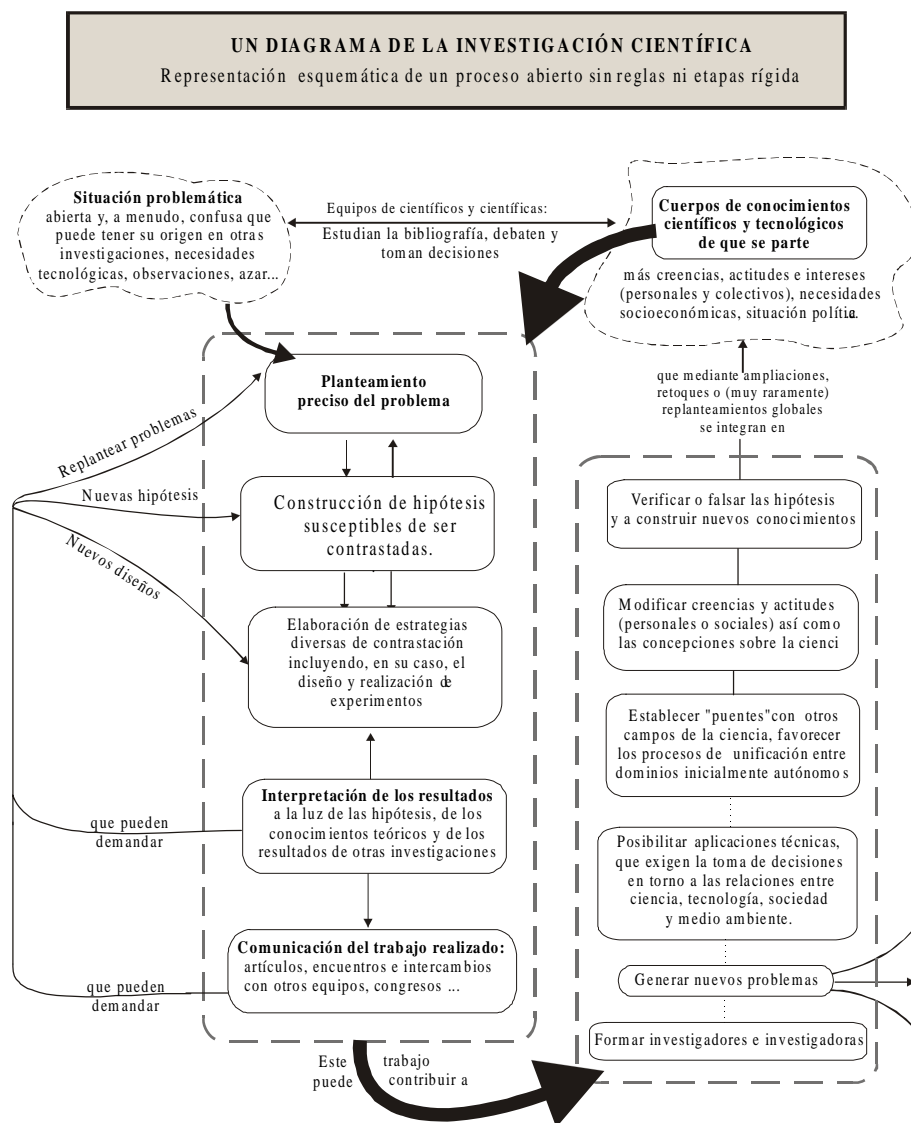 UN DIAGRAMA DE LA INVESTIGACIÓN CIENTÍFICA
Representación esquemática de un proceso abierto sin reglas ni etapas rígida
Situación problemática
abierta y, a menudo, confusa que
puede tener su origen en otras
investigaciones, necesidades
tecnológicas, observaciones, azar...
Equipos de científicos y científicas:
Estudian la bibliografía, debaten y
toman decisiones
Cuerpos de conocimientos
científicos y tecnológicos
de que se parte
más creencias, actitudes e intereses
(personales y colectivos), necesidades
socioeconómicas, situación política.
Planteamiento
preciso del problema
Replantear problemas
Nuevas hipótesis
Nuevos diseños
Construcción de hipótesis
susceptibles de ser
contrastadas.
Elaboración de estrategias
diversas de contrastación
incluyendo, en su caso, el
diseño y realización de
experimentos
Interpretación de los resultados
a la luz de las hipótesis, de los
conocimientos teóricos y de los
resultados de otras investigaciones
que pueden
demandar
Comunicación del trabajo realizado:
artículos, encuentros e intercambios
con otros equipos, congresos ...
que pueden
demandar
Este trabajo
puede contribuir a
que mediante ampliaciones,
retoques o (muy raramente)
replanteamientos globales
se integran en
Verificar o falsar las hipótesis
y a construir nuevos conocimientos
Modificar creencias y actitudes
(personales o sociales) así como
las concepciones sobre la cienci
Establecer "puentes"con otros
campos de la ciencia, favorecer
los procesos de unificación entre
dominios inicialmente autónomos
Posibilitar aplicaciones técnicas,
que exigen la toma de decisiones
en torno a las relaciones entre
ciencia, tecnología, sociedad
y medio ambiente.
Generar nuevos problemas
Formar investigadores e investigadoras